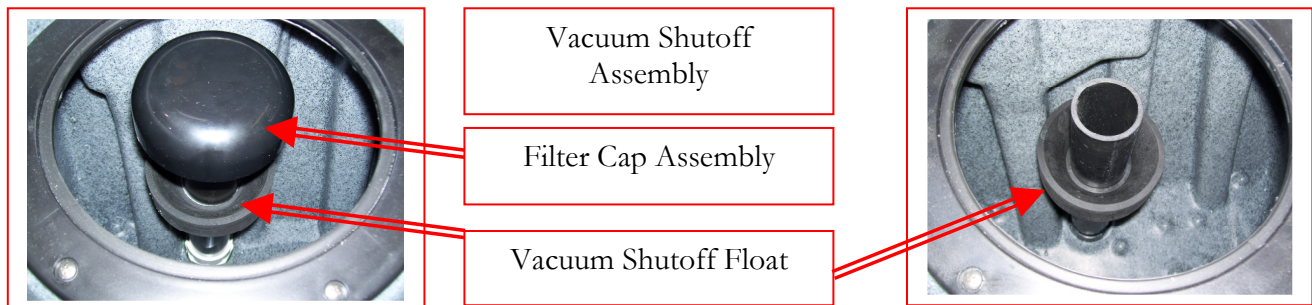 Vacuum Shutoff
Assembly
Filter Cap Assembly
Vacuum Shutoff Float